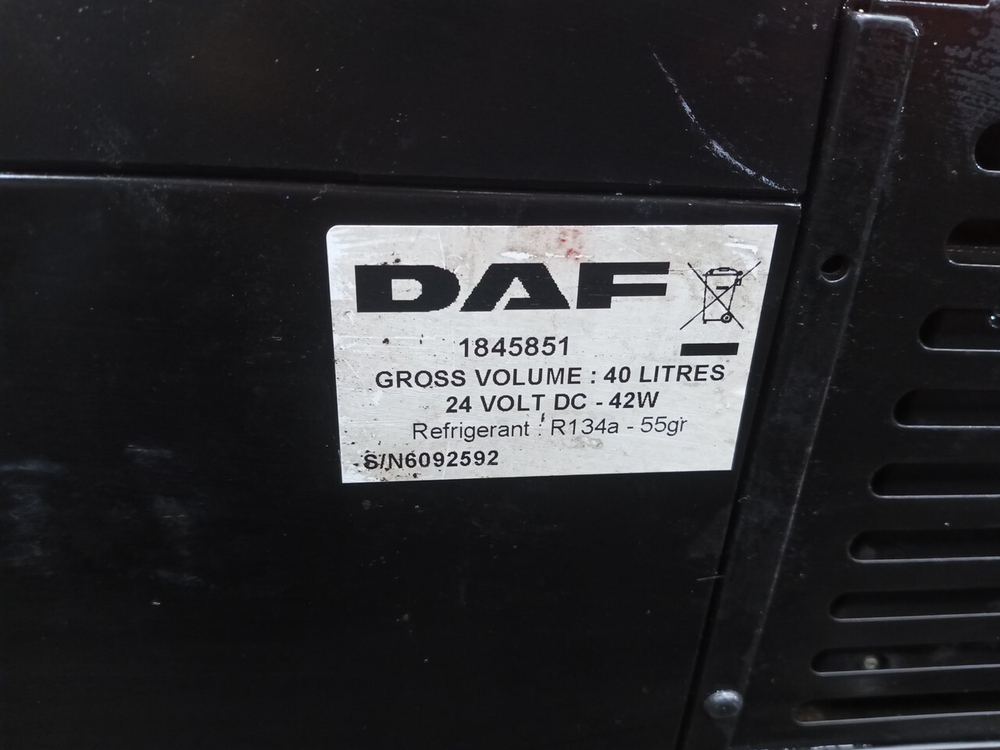 DAF
1845851
GROSS VOLUME : 40 LITRES
24 VOLT DC - 42W
Refrigerant : R134a - 55gr
S/N6092592